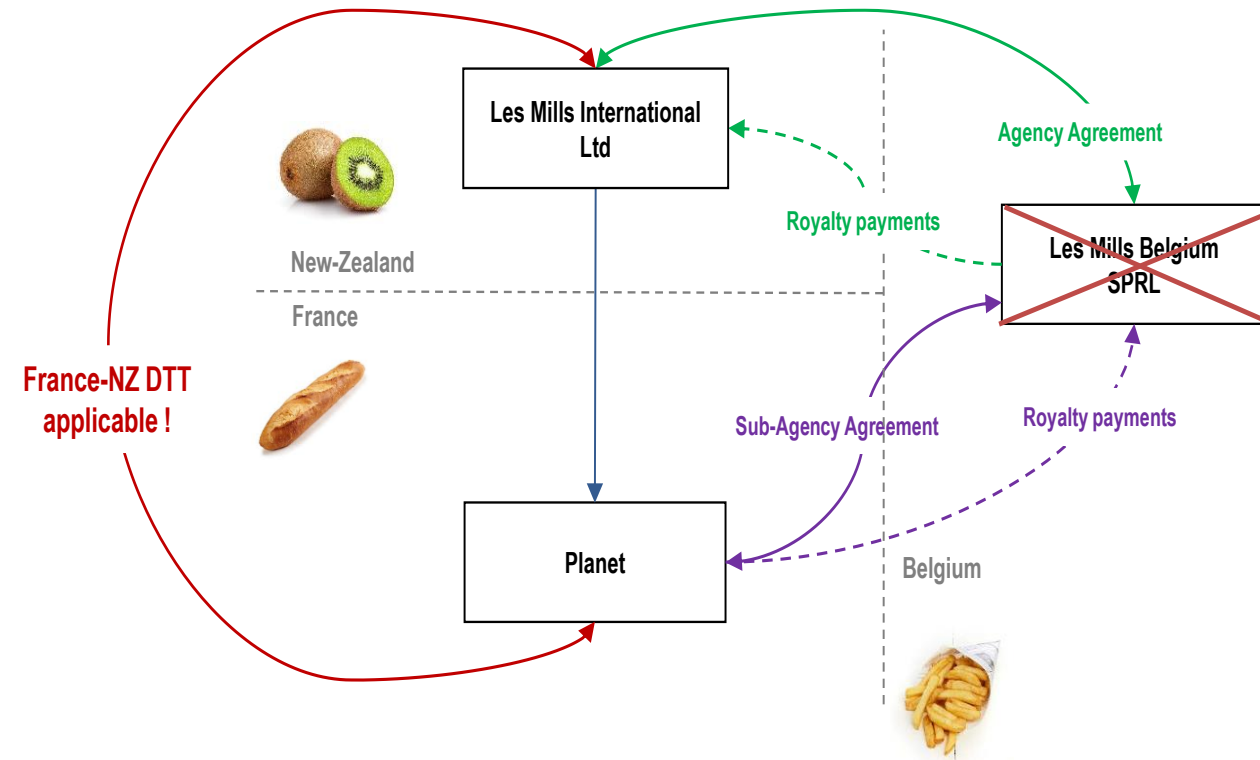 Les Mills International
Ltd
Agency Agreement
Royalty payments
Les Mills Belgium
SPRL
New-Zealand
France
France-NZ DTT
applicable !
Sub-Agency Agreement
Royalty payments
Planet
Belgium